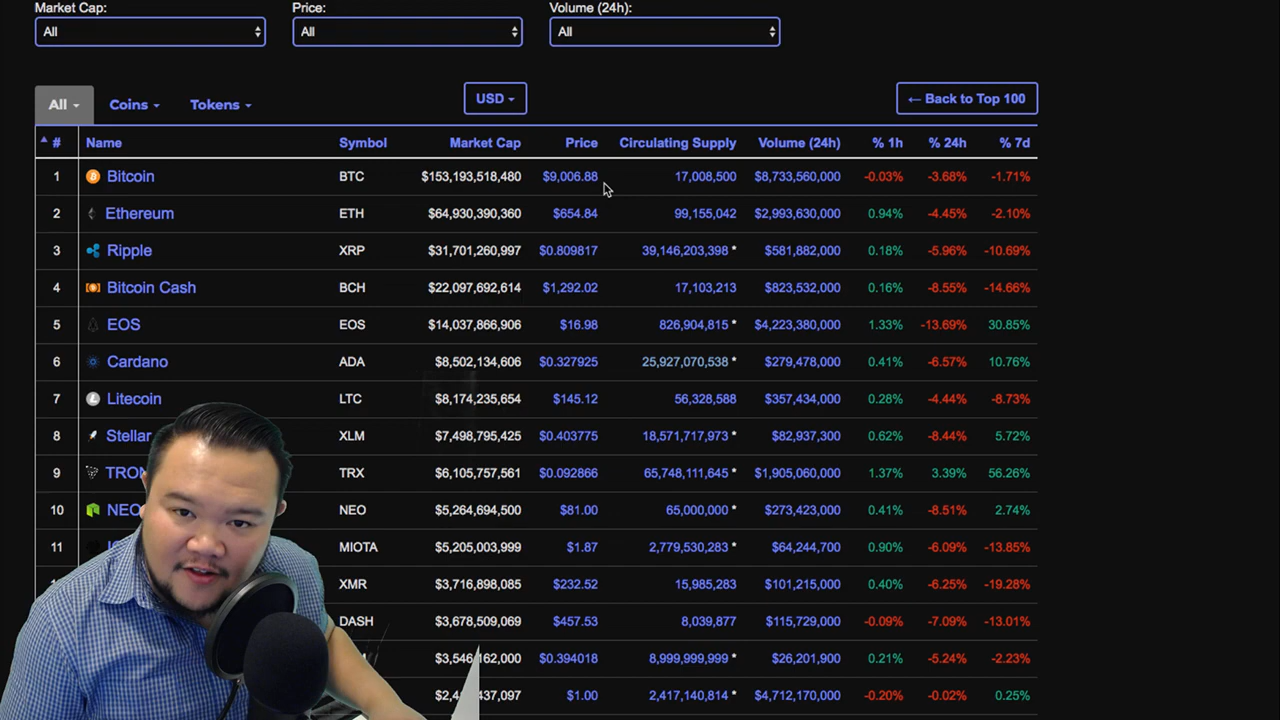 Market Cap: Price: Volume (24h):
All All All
All Coins Tokens USD ← Back to Top 100
# Name Symbol Market Cap Price Circulating Supply Volume (24h) % 1h % 24h % 7d
1 Bitcoin BTC $153,193,518,480 $9,006.88 17,008,500 $8,733,560,000 -0.03% -3.68% -1.71%
2 Ethereum ETH $64,930,390,360 $654.84 99,155,042 $2,993,630,000 0.94% -4.45% -2.10%
3 Ripple XRP $31,701,260,997 $0.809817 39,146,203,398 * $581,882,000 0.18% -5.96% -10.69%
4 Bitcoin Cash BCH $22,097,692,614 $1,292.02 17,103,213 $823,532,000 0.16% -8.55% -14.66%
5 EOS EOS $14,037,866,906 $16.98 826,904,815 * $4,223,380,000 1.33% -13.69% 30.85%
6 Cardano ADA $8,502,134,606 $0.327925 25,927,070,538 * $279,478,000 0.41% -6.57% 10.76%
7 Litecoin LTC $8,174,235,654 $145.12 56,328,588 $357,434,000 0.28% -4.44% -8.73%
8 Stellar XLM $7,498,795,425 $0.403775 18,571,717,973 * $82,937,300 0.62% -8.44% 5.72%
9 TRON TRX $6,105,757,561 $0.092866 65,748,111,645 * $1,905,060,000 1.37% 3.39% 56.26%
10 NEO NEO $5,264,694,500 $81.00 65,000,000 * $273,423,000 0.41% -8.51% 2.74%
11 MIOTA $5,205,003,999 $1.87 2,779,530,283 * $64,244,700 0.90% -6.09% -13.85%
XMR $3,716,898,085 $232.52 15,985,283 $101,215,000 0.40% -6.25% -19.28%
DASH $3,678,509,069 $457.53 8,039,877 $115,729,000 -0.09% -7.09% -13.01%
$0.394018 8,999,999,999 * $26,201,900 0.21% -5.24% -2.23%
$1.00 2,417,140,814 * $4,712,170,000 -0.20% -0.02% 0.25%